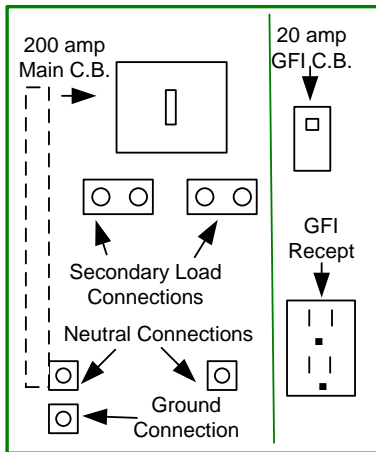 200 amp
Main C.B.
20 amp
GFI C.B.
GFI
Recept
Secondary Load
Connections
Neutral Connections
Ground
Connection